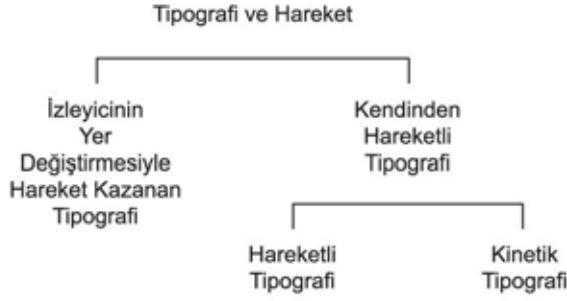 Tipografi ve Hareket
İzleyicinin
Yer
Değiştirmesiyle
Hareket Kazanan
Tipografi
Kendinden
Hareketli
Tipografi
Hareketli
Tipografi
Kinetik
Tipografi